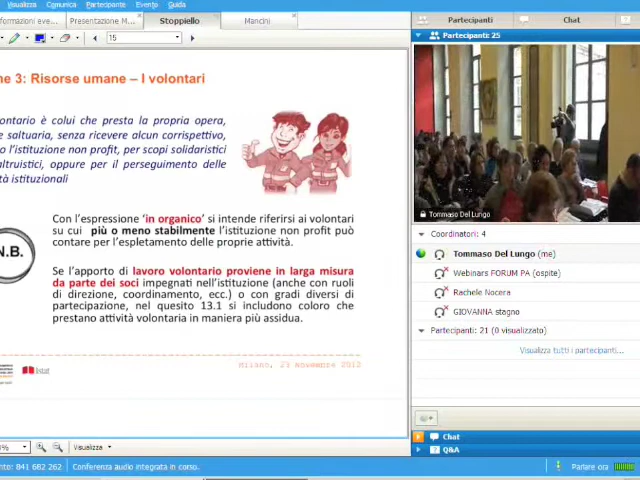 Visualizza Comunica Partecipante Evento Guida
formazioni eve... Presentazione M... Stoppiello Mancini
15
ne 3: Risorse umane – I volontari
ontario è colui che presta la propria opera,
e saltuaria, senza ricevere alcun corrispettivo,
o l'istituzione non profit, per scopi solidaristici
altruistici, oppure per il perseguimento delle
tà istituzionali
N.B.
Con l'espressione 'in organico' si intende riferirsi ai volontari
su cui più o meno stabilmente l'istituzione non profit può
contare per l'espletamento delle proprie attività.
Se l'apporto di lavoro volontario proviene in larga misura
da parte dei soci impegnati nell'istituzione (anche con ruoli
di direzione, coordinamento, ecc.) o con gradi diversi di
partecipazione, nel quesito 13.1 si includono coloro che
prestano attività volontaria in maniera più assidua.
Milano, 23 novembre 2012
istat
% Visualizza
nto: 841 682 262 Conferenza audio integrata in corso.
Partecipanti Chat
Partecipanti: 25
Tommaso Del Lungo
Coordinatori: 4
Tommaso Del Lungo (me)
Webinars FORUM PA (ospite)
Rachele Nocera
GIOVANNA stagno
Partecipanti: 21 (0 visualizzato)
Visualizza tutti i partecipanti...
Chat
Q&A
Parlare ora